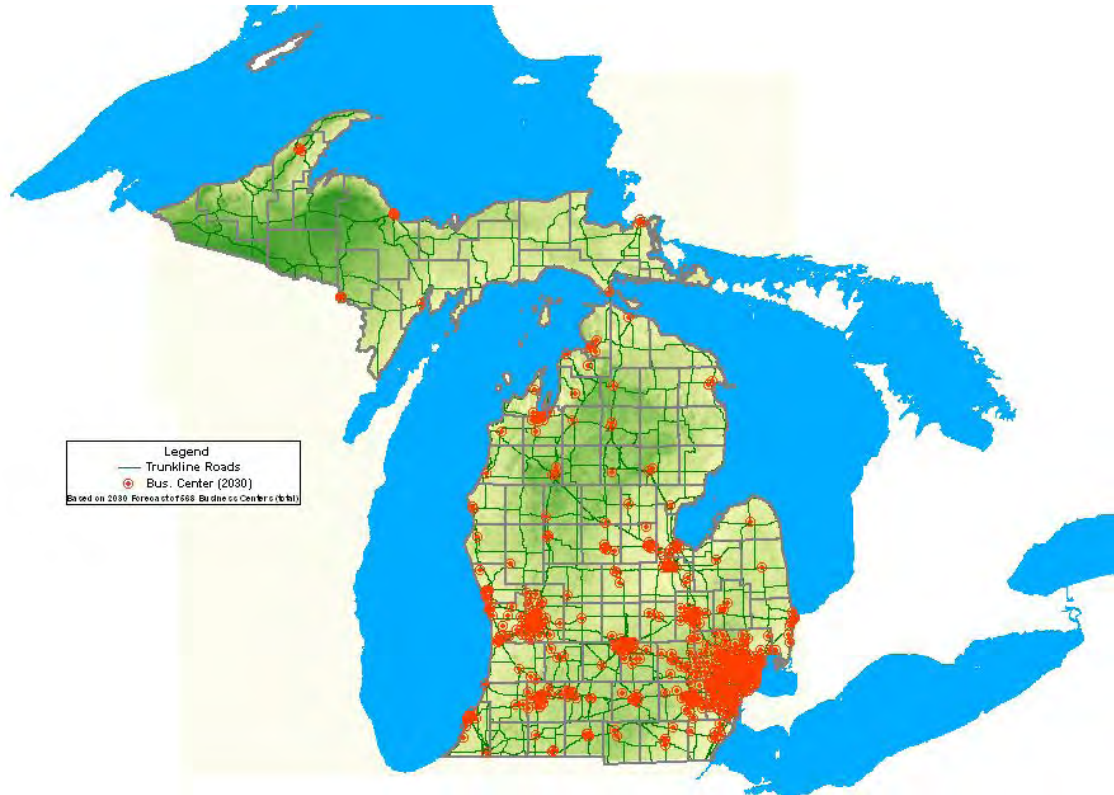 Legend
Trunkline Roads
Bus. Center (2030)
Based on 2030 Forecast of 568 Business Centers (total)